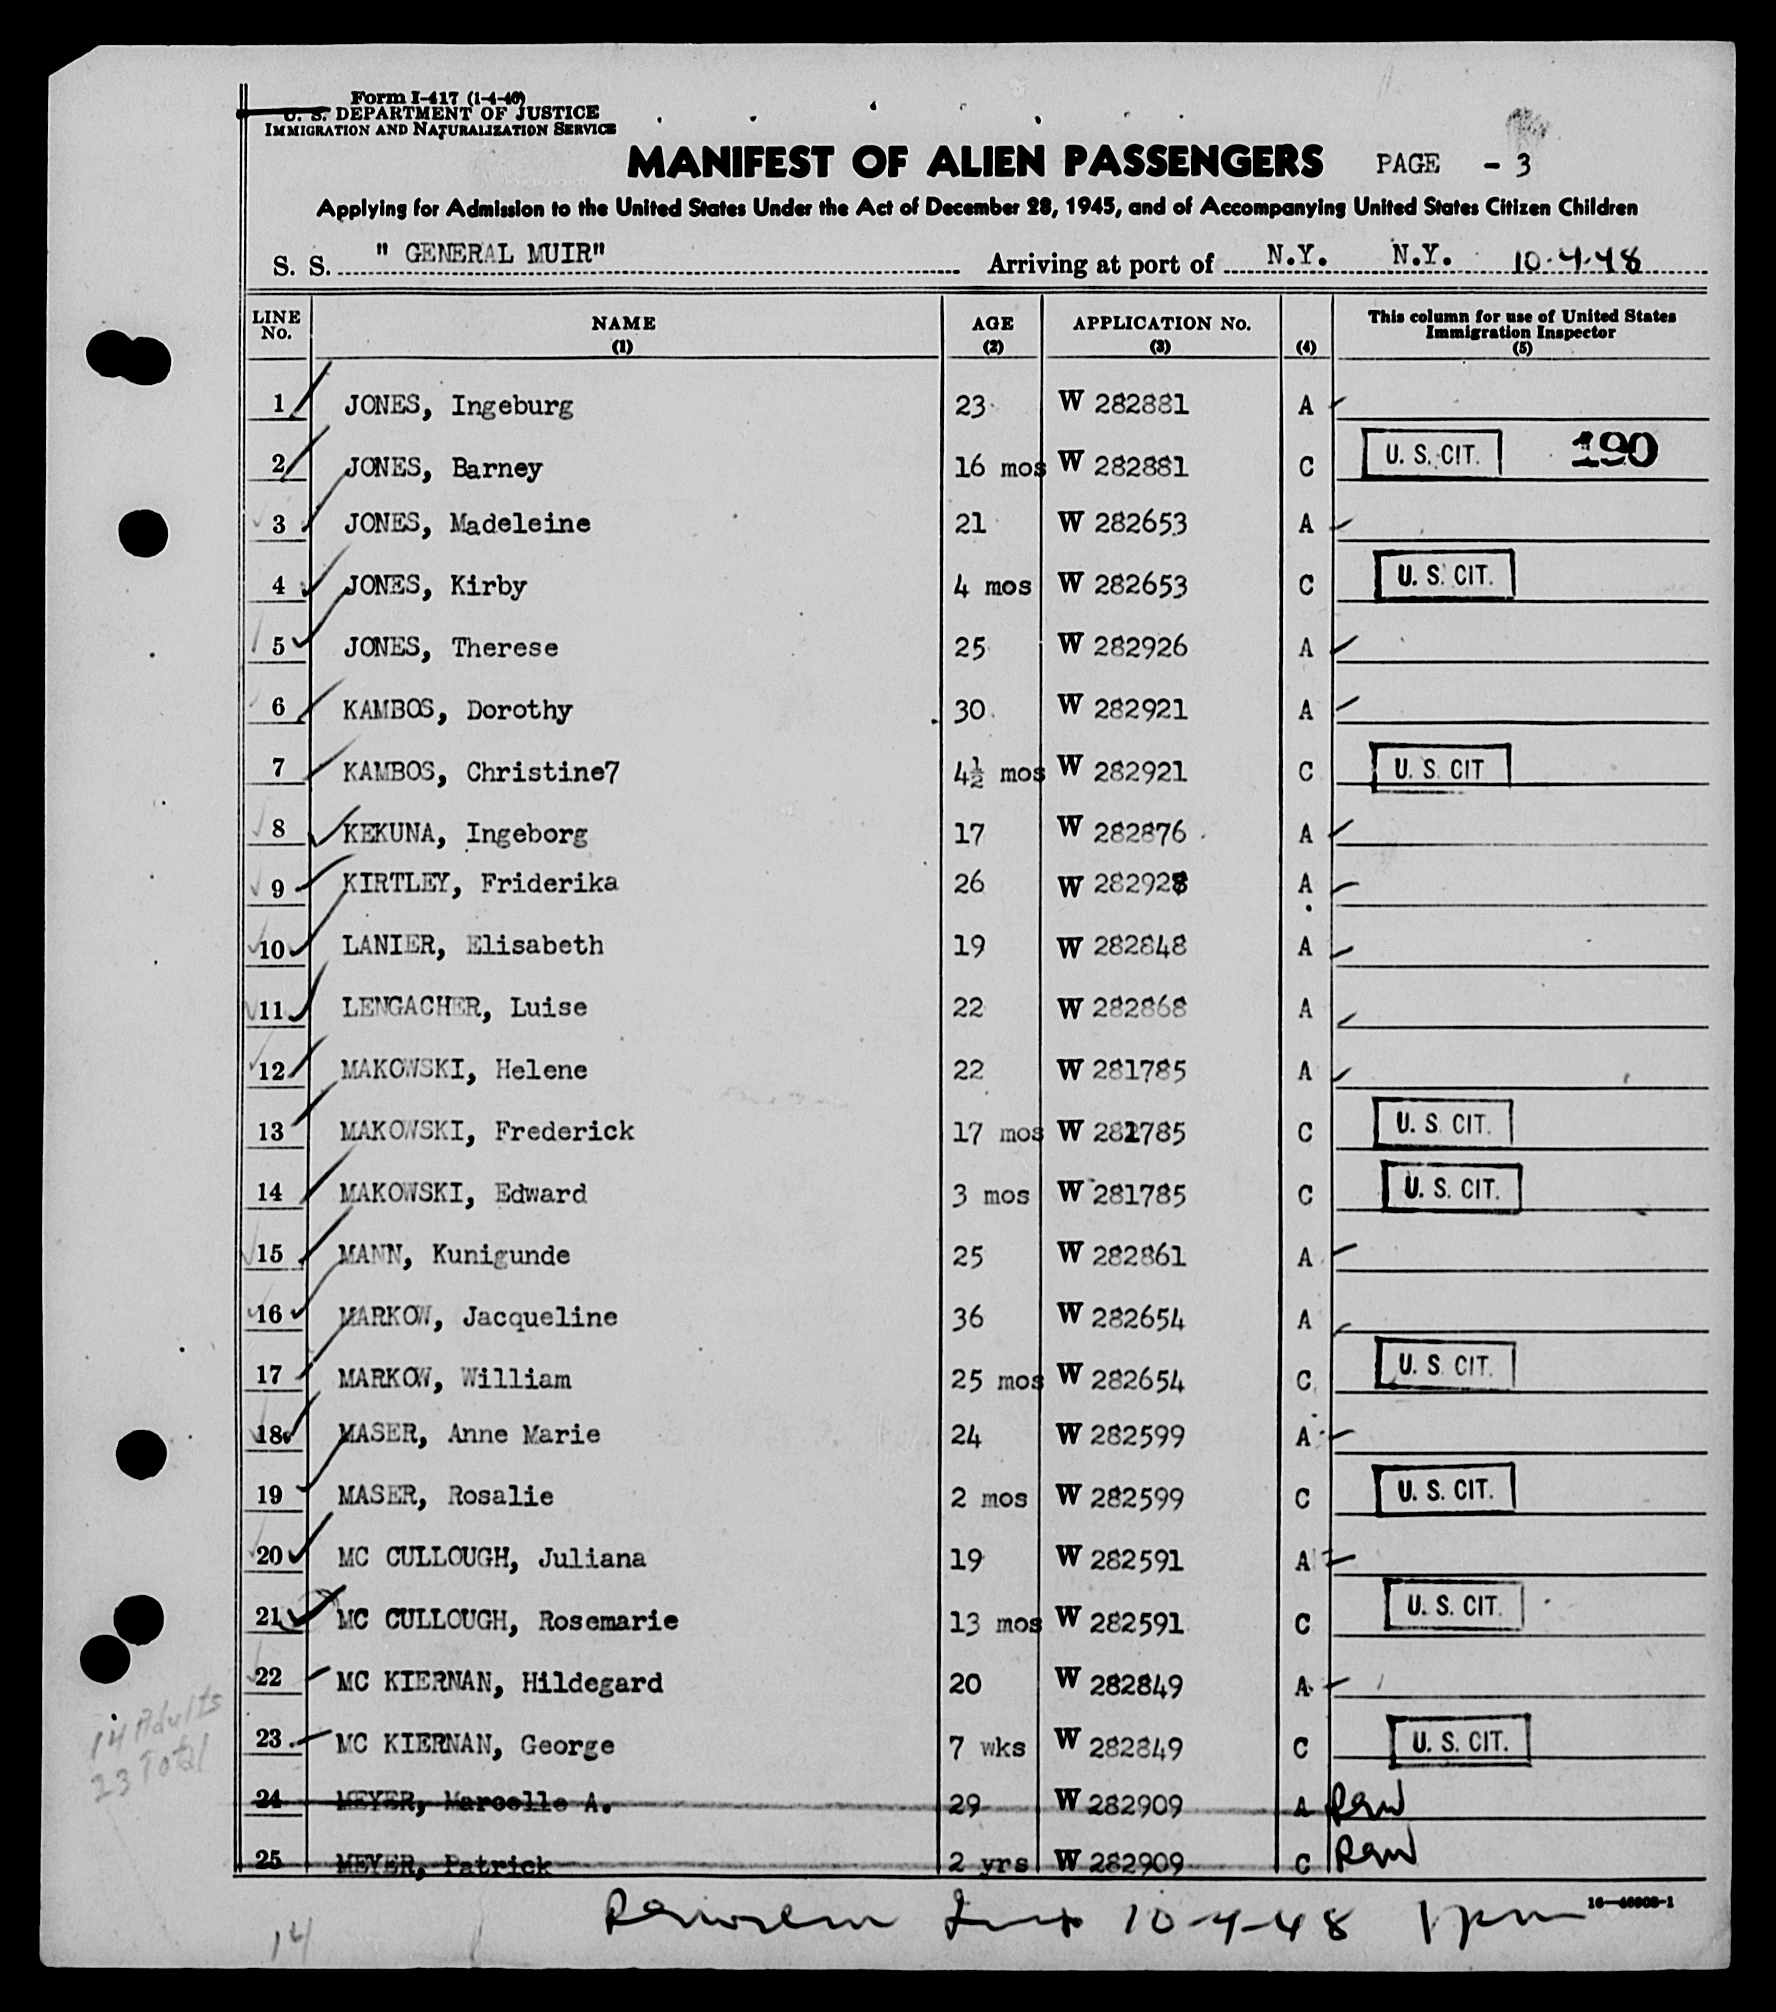 Form I-417 (1-4-46)
U. S. DEPARTMENT OF JUSTICE
IMMIGRATION AND NATURALIZATION SERVICE
MANIFEST OF ALIEN PASSENGERS PAGE - 3
Applying for Admission to the United States Under the Act of December 28, 1945, and of Accompanying United States Citizen Children
S. S. " GENERAL MUIR" Arriving at port of N.Y. N.Y. 10-4-48
LINE No. NAME (1) AGE (2) APPLICATION No. (3) (4) This column for use of United States Immigration Inspector (5)
1 JONES, Ingeburg 23 W 282881 A
2 JONES, Barney 16 mos W 282881 C U. S. CIT. 190
3 JONES, Madeleine 21 W 282653 A
4 JONES, Kirby 4 mos W 282653 C U. S. CIT.
5 JONES, Therese 25 W 282926 A
6 KAMBOS, Dorothy 30 W 282921 A
7 KAMBOS, Christine7 4½ mos W 282921 C U. S. CIT
8 KEKUNA, Ingeborg 17 W 282876 A
9 KIRTLEY, Friderika 26 W 282928 A
10 LANIER, Elisabeth 19 W 282848 A
11 LENGACHER, Luise 22 W 282868 A
12 MAKOWSKI, Helene 22 W 281785 A
13 MAKOWSKI, Frederick 17 mos W 281785 C U. S. CIT.
14 MAKOWSKI, Edward 3 mos W 281785 C U. S. CIT.
15 MANN, Kunigunde 25 W 282861 A
16 MARKOW, Jacqueline 36 W 282654 A
17 MARKOW, William 25 mos W 282654 C U. S. CIT.
18 MASER, Anne Marie 24 W 282599 A
19 MASER, Rosalie 2 mos W 282599 C U. S. CIT.
20 MC CULLOUGH, Juliana 19 W 282591 A
21 MC CULLOUGH, Rosemarie 13 mos W 282591 C U. S. CIT.
22 MC KIERNAN, Hildegard 20 W 282849 A
23 MC KIERNAN, George 7 wks W 282849 C U. S. CIT.
24 MEYER, Marcelle A. 29 W 282909 A
25 MEYER, Patrick 2 yrs W 282909 C
14 Adults
23 Total
10-4-48 1 pm
14